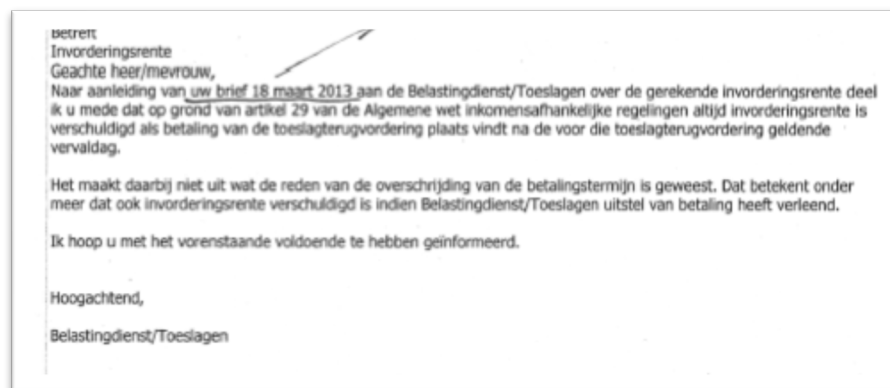 Betreft
Invorderingsrente
Geachte heer/mevrouw,
Naar aanleiding van uw brief 18 maart 2013 aan de Belastingdienst/Toeslagen over de gerekende invorderingsrente deel
ik u mede dat op grond van artikel 29 van de Algemene wet inkomensafhankelijke regelingen altijd invorderingsrente is
verschuldigd als betaling van de toeslagterugvordering plaats vindt na de voor die toeslagterugvordering geldende
vervaldag.
Het maakt daarbij niet uit wat de reden van de overschrijding van de betalingstermijn is geweest. Dat betekent onder
meer dat ook invorderingsrente verschuldigd is indien Belastingdienst/Toeslagen uitstel van betaling heeft verleend.
Ik hoop u met het vorenstaande voldoende te hebben geïnformeerd.
Hoogachtend,
Belastingdienst/Toeslagen